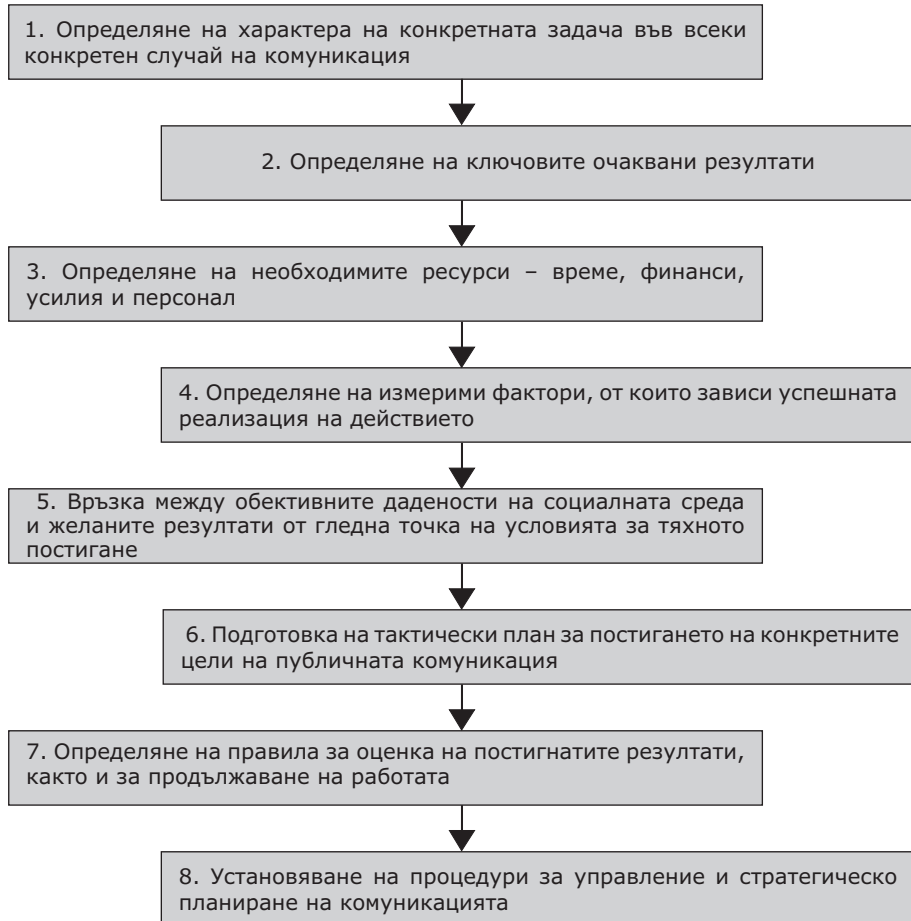 1. Определяне на характера на конкретната задача във всеки
конкретен случай на комуникация
2. Определяне на ключовите очаквани резултати
3. Определяне на необходимите ресурси – време, финанси,
усилия и персонал
4. Определяне на измерими фактори, от които зависи успешната
реализация на действието
5. Връзка между обективните дадености на социалната среда
и желаните резултати от гледна точка на условията за тяхното
постигане
6. Подготовка на тактически план за постигането на конкретните
цели на публичната комуникация
7. Определяне на правила за оценка на постигнатите резултати,
както и за продължаване на работата
8. Установяване на процедури за управление и стратегическо
планиране на комуникацията